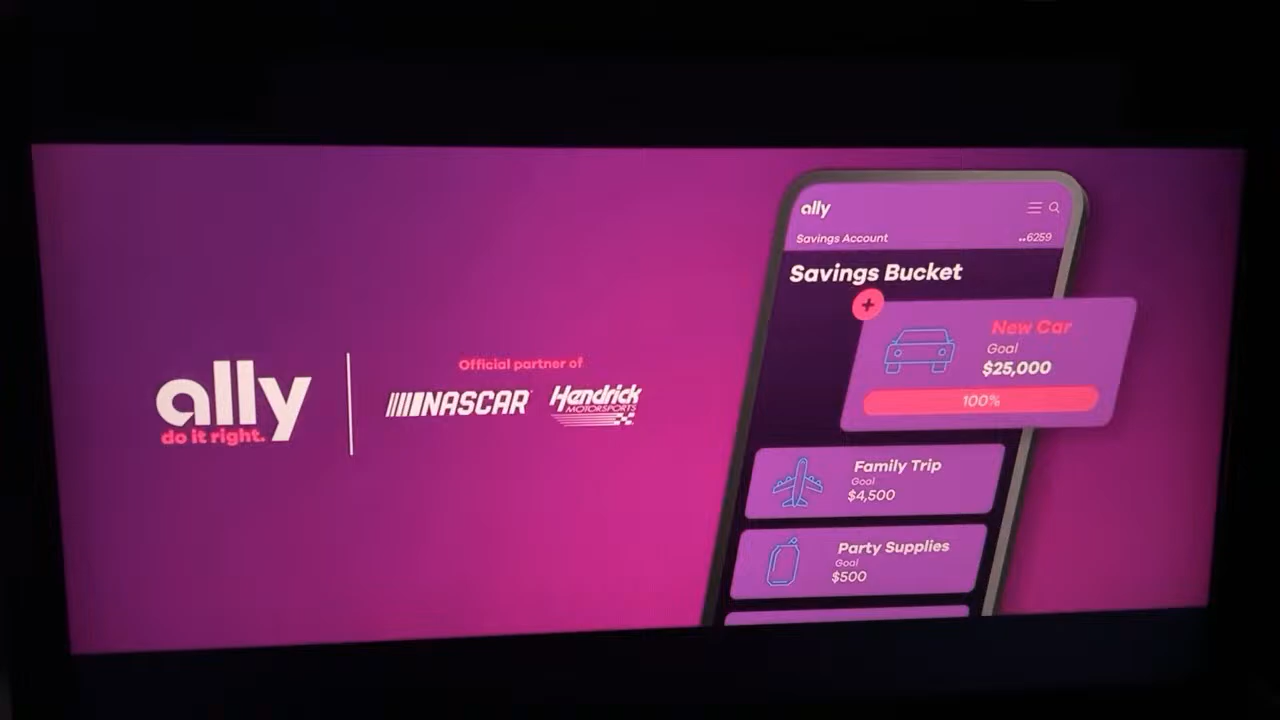 ally
do it right.
Official partner of
NASCAR
Hendrick
MOTORSPORTS
ally
Savings Account ..6259
Savings Bucket
+
New Car
Goal
$25,000
100%
Family Trip
Goal
$4,500
Party Supplies
Goal
$500